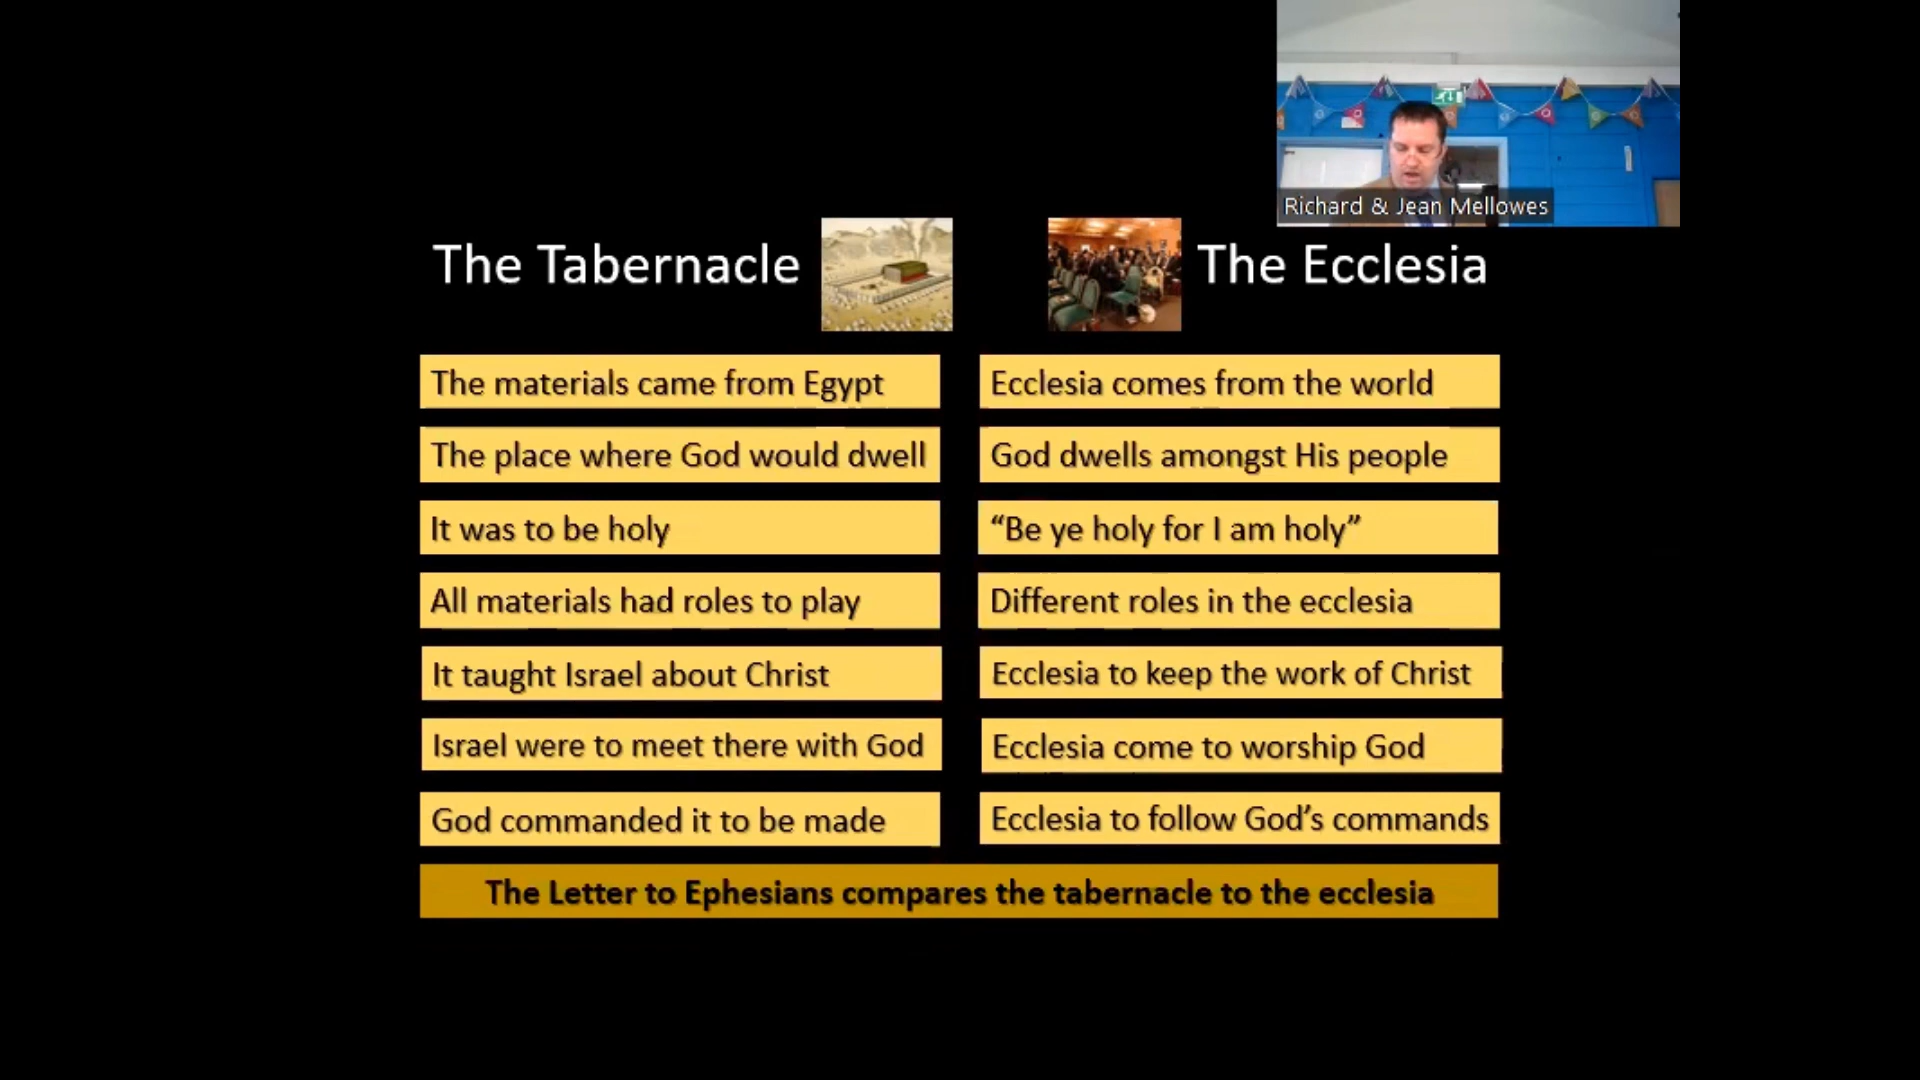 Richard & Jean Mellowes
The Tabernacle
The Ecclesia
The materials came from Egypt
Ecclesia comes from the world
The place where God would dwell
God dwells amongst His people
It was to be holy
“Be ye holy for I am holy”
All materials had roles to play
Different roles in the ecclesia
It taught Israel about Christ
Ecclesia to keep the work of Christ
Israel were to meet there with God
Ecclesia come to worship God
God commanded it to be made
Ecclesia to follow God’s commands
The Letter to Ephesians compares the tabernacle to the ecclesia